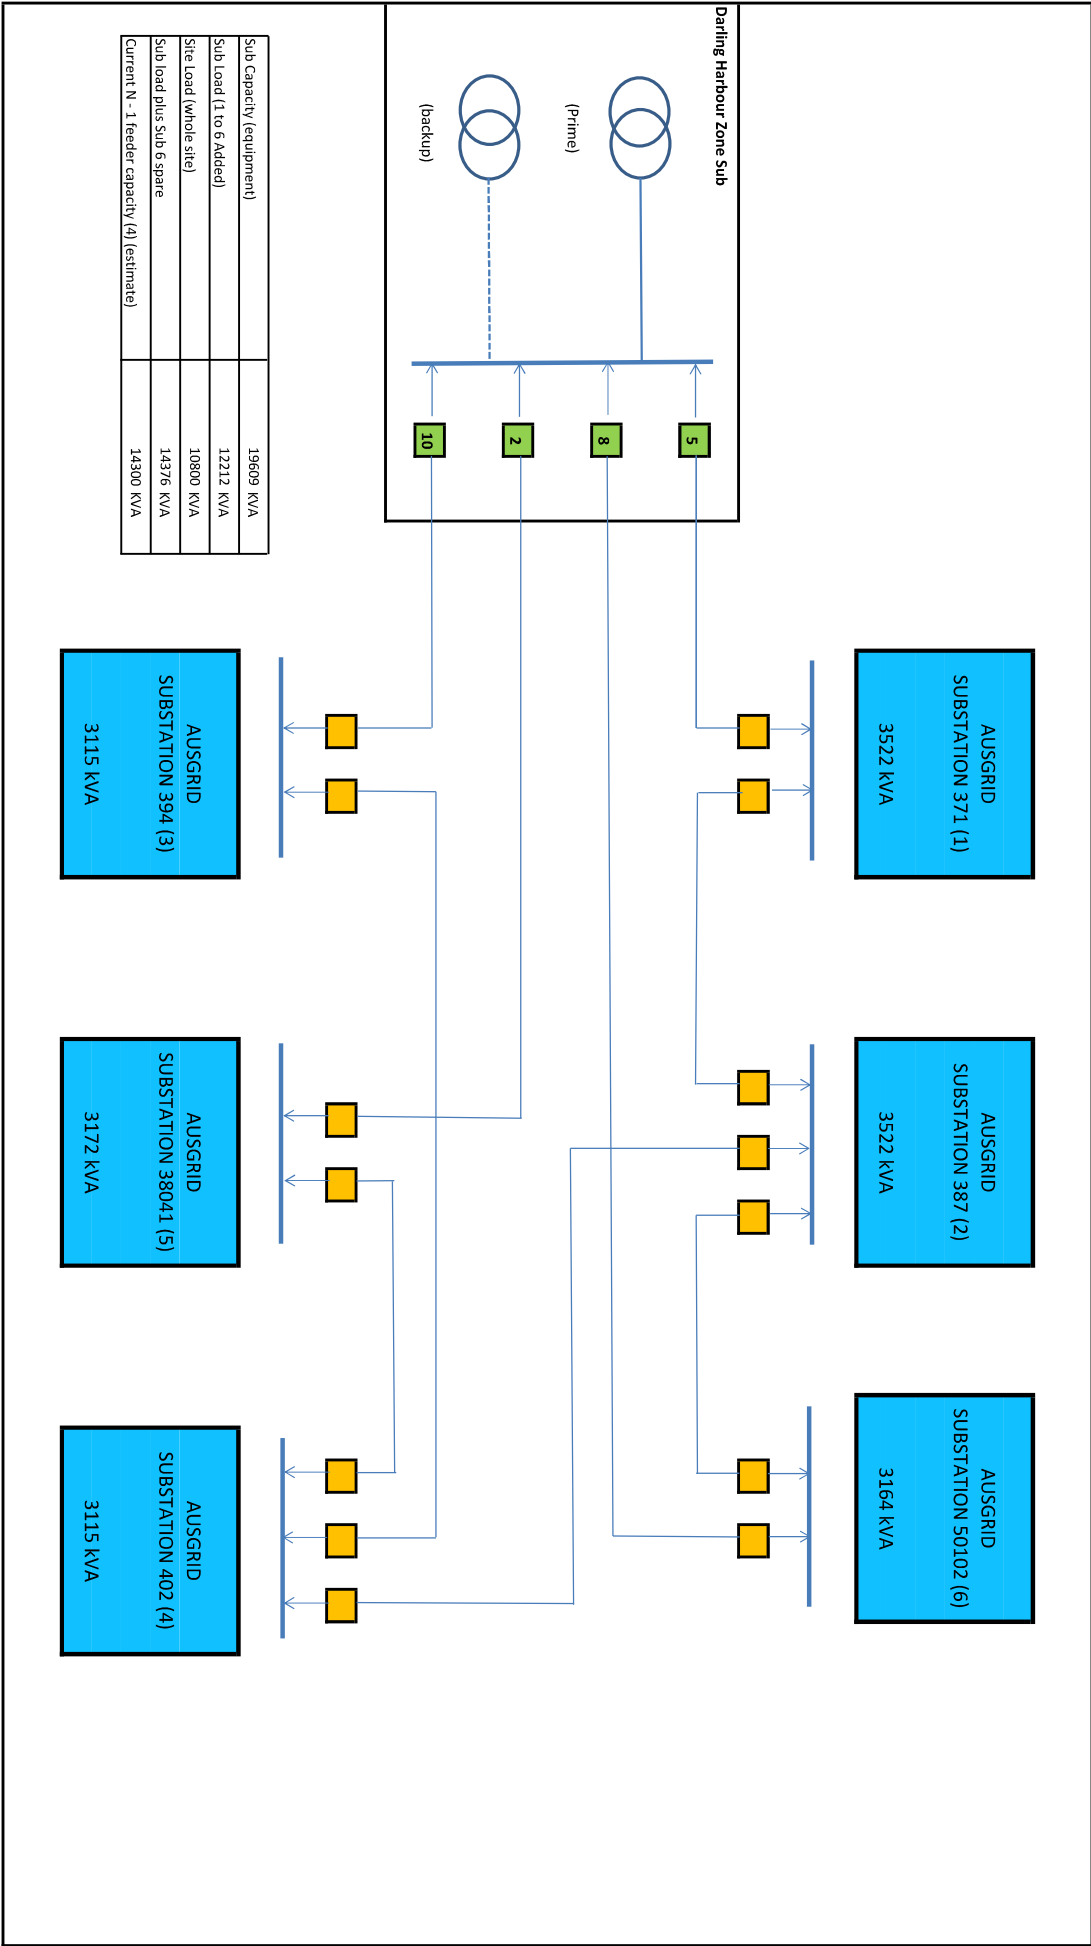 Darling Harbour Zone Sub
(Prime)
(backup)
5
8
2
10
AUSGRID
SUBSTATION 371 (1)
3522 kVA
AUSGRID
SUBSTATION 387 (2)
3522 kVA
AUSGRID
SUBSTATION 50102 (6)
3164 kVA
Sub Capacity (equipment) 19609 KVA
Sub Load (1 to 6 Added) 12212 KVA
Site Load (whole site) 10800 KVA
Sub load plus Sub 6 spare 14376 KVA
Current N - 1 feeder capacity (4) (estimate) 14300 KVA
AUSGRID
SUBSTATION 394 (3)
3115 kVA
AUSGRID
SUBSTATION 38041 (5)
3172 kVA
AUSGRID
SUBSTATION 402 (4)
3115 kVA